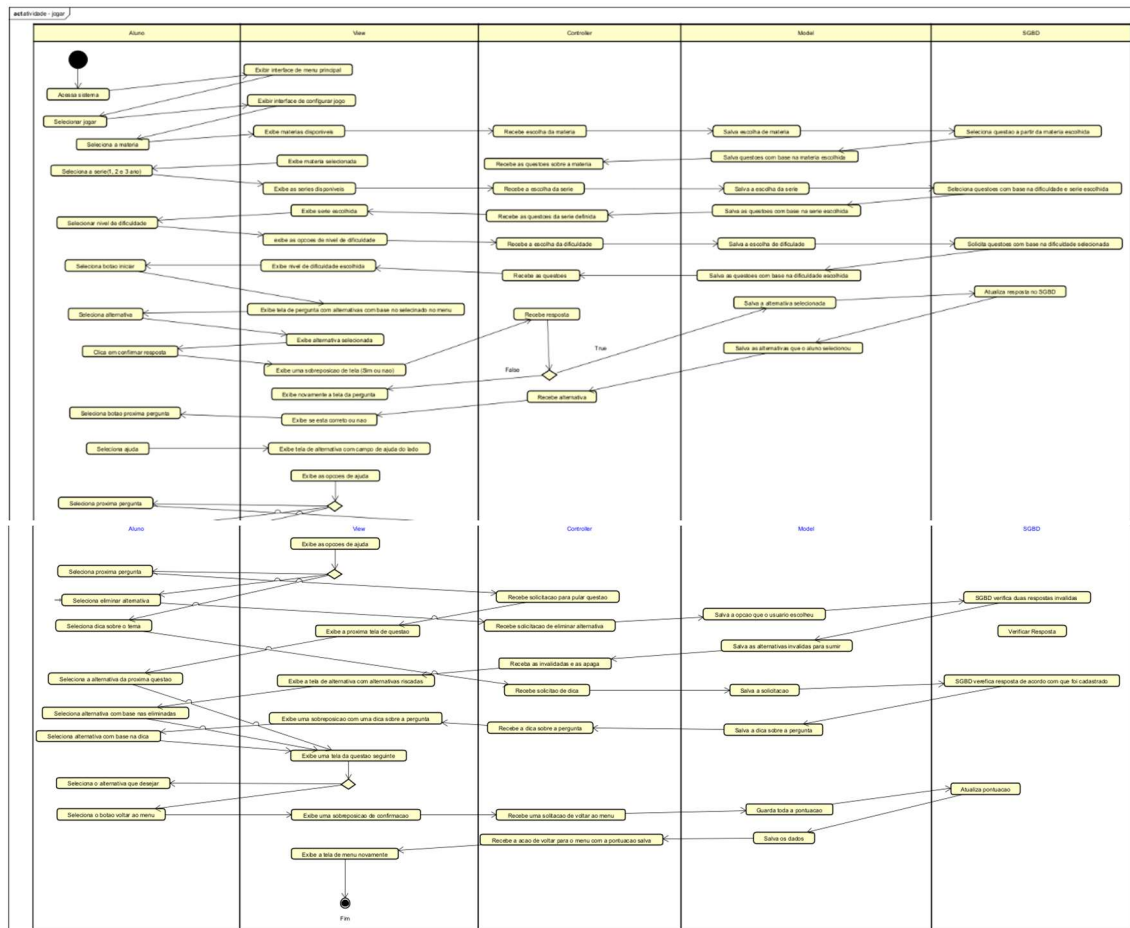 act atividade - jogar
Aluno View Controller Model SGBD
Exibir interface de menu principal
Acessa sistema
Exibir interface de configurar jogo
Selecionar jogar
Exibe materias disponiveis
Recebe escolha da materia
Salva escolha de materia
Seleciona questao a partir da materia escolhida
Seleciona a materia
Salva questoes com base na materia escolhida
Exibe materia selecionada
Recebe as questoes sobre a materia
Seleciona a serie(1, 2 e 3 ano)
Exibe as series disponiveis
Recebe a escolha da serie
Salva a escolha da serie
Seleciona questoes com base na dificuldade e serie escolhida
Exibe serie escolhida
Recebe as questoes da serie definida
Salva as questoes com base na serie escolhida
Selecionar nivel de dificuldade
exibe as opcoes de nivel de dificuldade
Recebe a escolha da dificuldade
Salva a escolha de dificulade
Solicita questoes com base na dificuldade selecionada
Seleciona botao iniciar
Exibe nivel de dificuldade escolhido
Recebe as questoes
Salva as questoes com base na dificuldade escolhida
Atualiza resposta no SGBD
Salva a alternativa selecionada
Exibe tela de pergunta com alternativas com base no selecinado no menu
Seleciona alternativa
Recebe resposta
Exibe alternativa selecionada
Clica em confirmar resposta
True
Salva as alternativas que o aluno selecionou
Exibe uma sobreposicao de tela (Sim ou nao)
False
Exibe novamente a tela da pergunta
Recebe alternativa
Seleciona botao proxima pergunta
Exibe se esta correto ou nao
Seleciona ajuda
Exibe tela de alternativa com campo de ajuda do lado
Exibe as opcoes de ajuda
Seleciona proxima pergunta
Aluno View Controller Model SGBD
Exibe as opcoes de ajuda
Seleciona proxima pergunta
Seleciona eliminar alternativa
Recebe solicitacao para pular questao
SGBD verifica duas respostas invalidas
Salva a opcao que o usuario escolheu
Seleciona dica sobre o tema
Exibe a proxima tela de questao
Recebe solicitacao de eliminar alternativa
Verificar Resposta
Salva as alternativas invalidas para sumir
Recebe as invalidadas e as apaga
Seleciona a alternativa da proxima questao
Exibe a tela de alternativa com alternativas riscadas
Recebe solicitao de dica
Salva a solicitacao
SGBD verefica resposta de acordo com que foi cadastrado
Seleciona alternativa com base nas eliminadas
Exibe uma sobreposicao com uma dica sobre a pergunta
Recebe a dica sobre a pergunta
Salva a dica sobre a pergunta
Seleciona alternativa com base na dica
Exibe uma tela da questao seguinte
Seleciona o alternativa que desejar
Atualiza pontuacao
Seleciona o botao voltar ao menu
Exibe uma sobreposicao de confirmacao
Recebe uma solitacao de voltar ao menu
Guarda toda a pontuacao
Recebe a acao de voltar para o menu com a pontuacao salva
Salva os dados
Exibe a tela de menu novamente
Fim